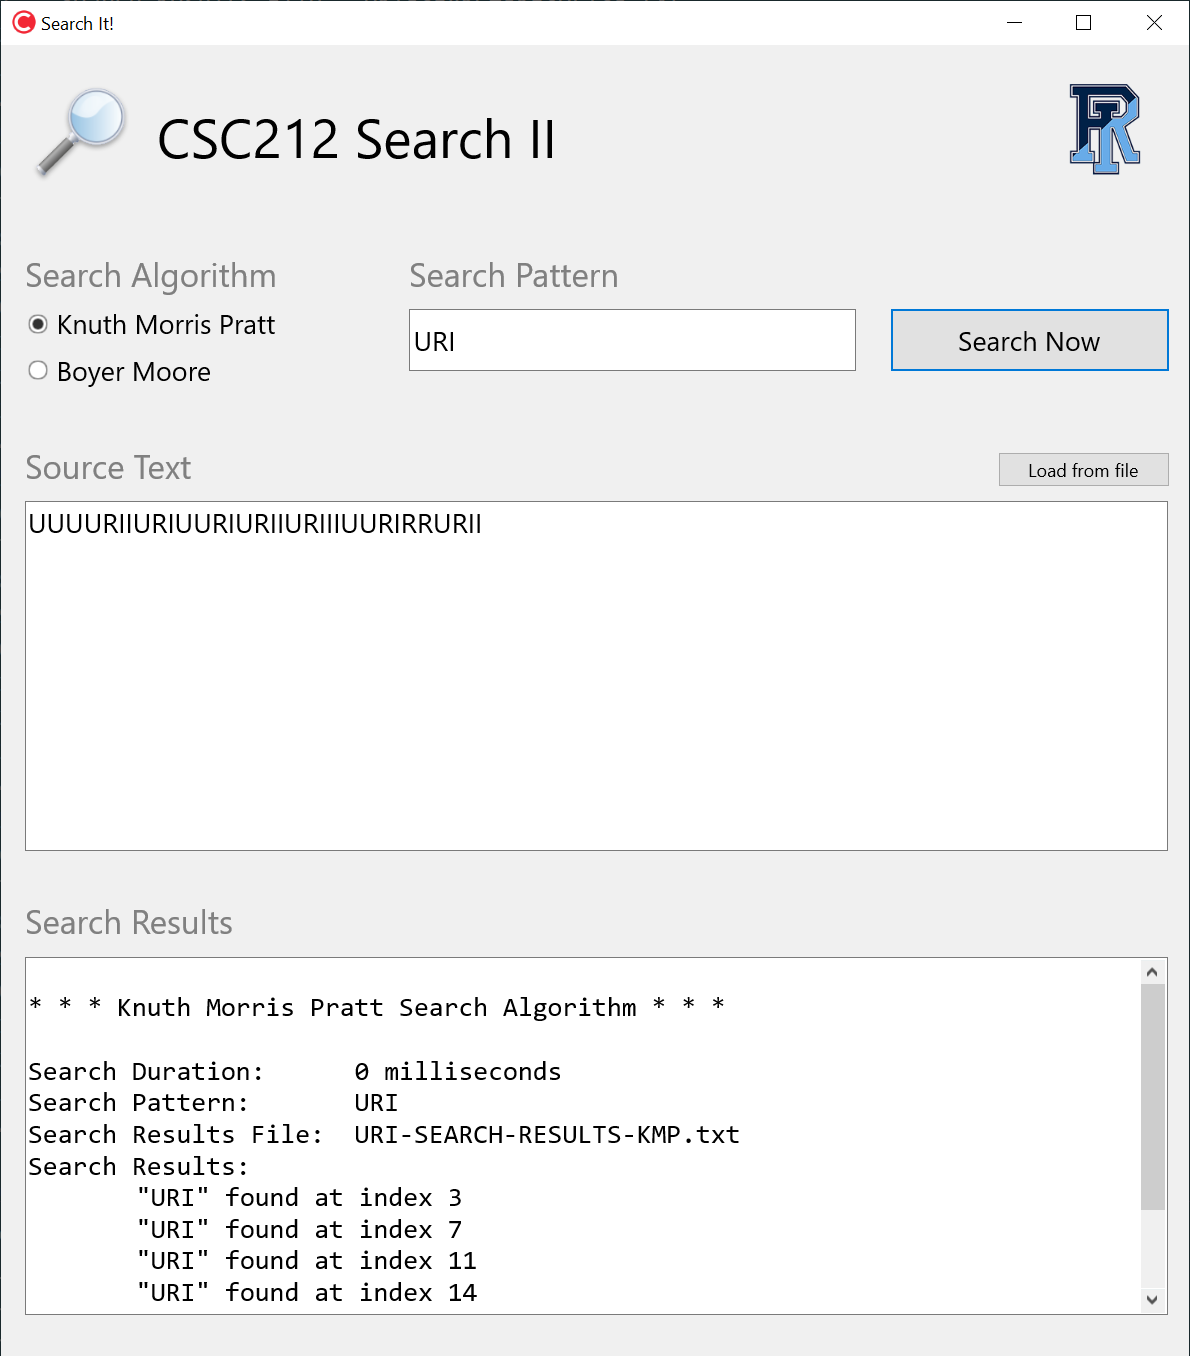 Search It!
CSC212 Search II
Search Algorithm
Search Pattern
Knuth Morris Pratt
Boyer Moore
URI
Search Now
Source Text
Load from file
UUUURIIURIUURIURIIURIIIUURIRRURII
Search Results
* * * Knuth Morris Pratt Search Algorithm * * *
Search Duration: 0 milliseconds
Search Pattern: URI
Search Results File: URI-SEARCH-RESULTS-KMP.txt
Search Results:
"URI" found at index 3
"URI" found at index 7
"URI" found at index 11
"URI" found at index 14